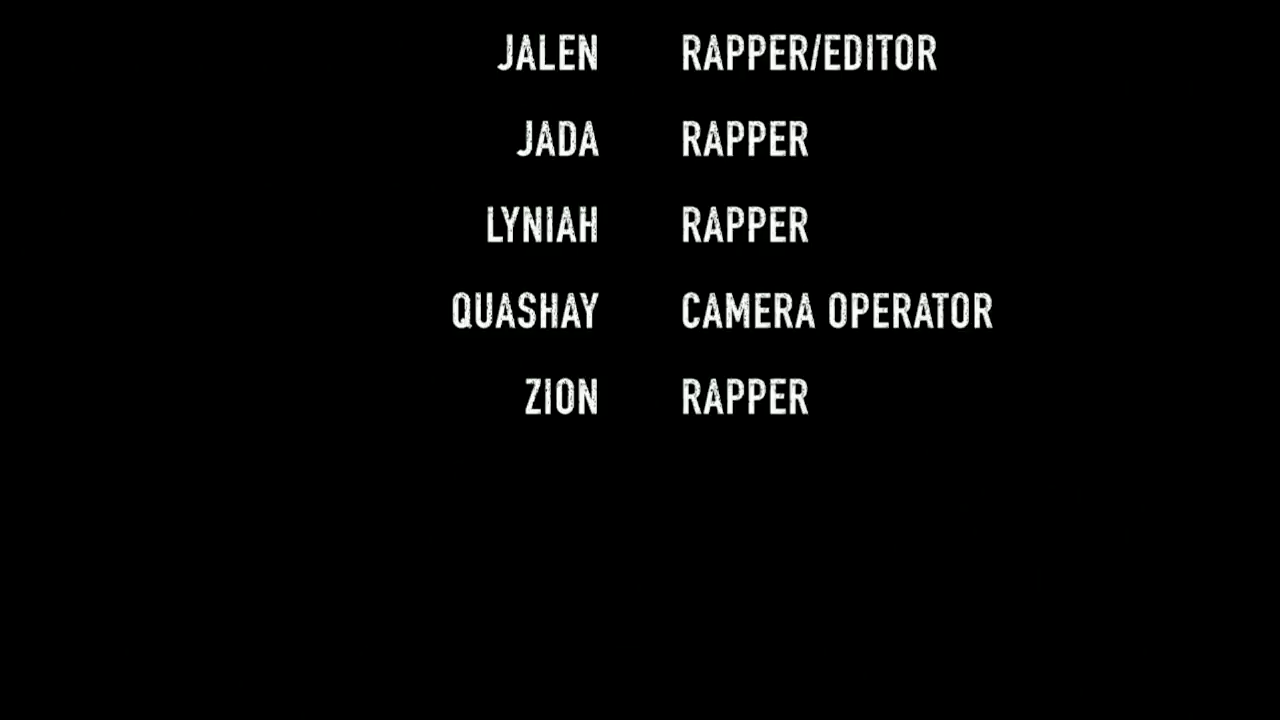 JALEN RAPPER/EDITOR
JADA RAPPER
LYNIAH RAPPER
QUASHAY CAMERA OPERATOR
ZION RAPPER